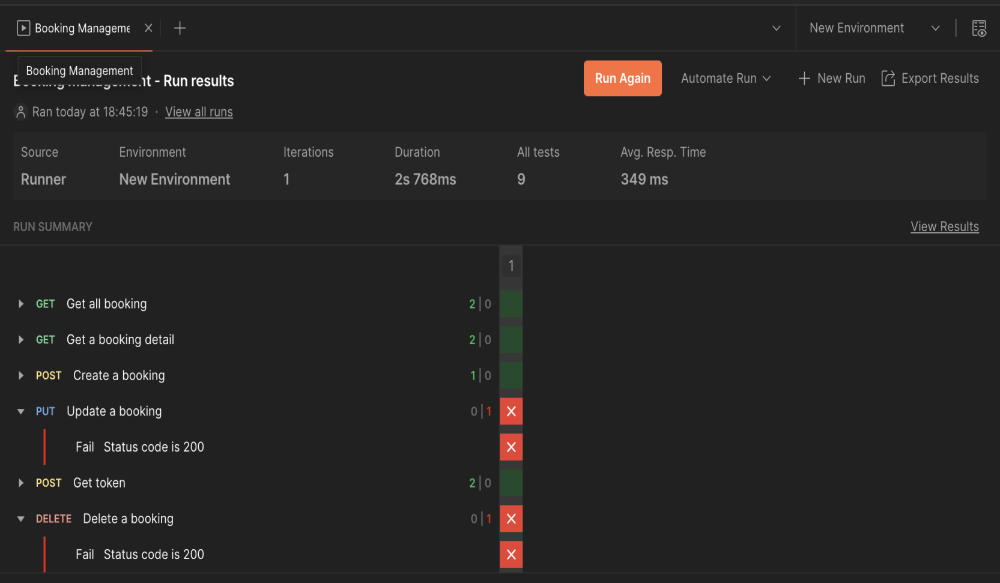 Booking Manageme
New Environment
Booking Management
nt - Run results
Run Again
Automate Run
New Run
Export Results
Ran today at 18:45:19 · View all runs
Source Environment Iterations Duration All tests Avg. Resp. Time
Runner New Environment 1 2s 768ms 9 349 ms
RUN SUMMARY
View Results
1
GET Get all booking 2|0
GET Get a booking detail 2|0
POST Create a booking 1|0
PUT Update a booking 0|1
Fail Status code is 200
POST Get token 2|0
DELETE Delete a booking 0|1
Fail Status code is 200